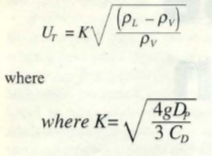 U_T = K √((ρ_L − ρ_V) / ρ_V)
where
where K= √(4gD_P / 3 C_D)